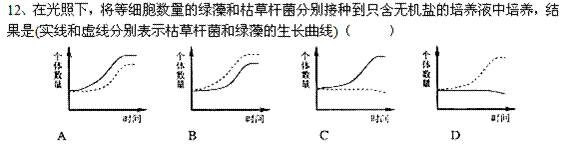 12、在光照下，将等细胞数量的绿藻和枯草杆菌分别接种到只含无机盐的培养液中培养，结
果是(实线和虚线分别表示枯草杆菌和绿藻的生长曲线)（　　）
个体数量 个体数量 个体数量 个体数量
时间 时间 时间 时间
A B C D